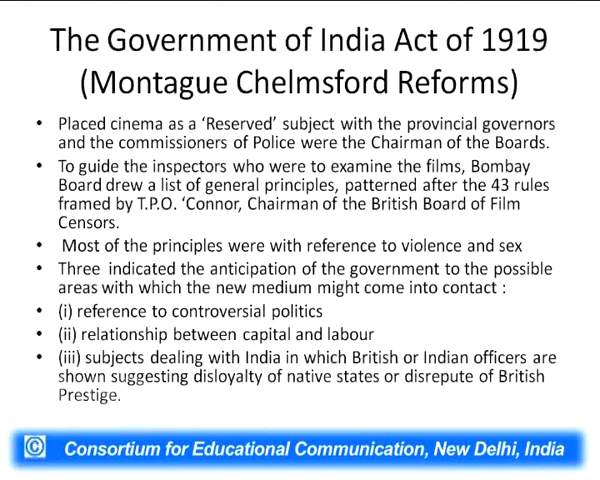 The Government of India Act of 1919
(Montague Chelmsford Reforms)
• Placed cinema as a ‘Reserved’ subject with the provincial governors
and the commissioners of Police were the Chairman of the Boards.
• To guide the inspectors who were to examine the films, Bombay
Board drew a list of general principles, patterned after the 43 rules
framed by T.P.O. ‘Connor, Chairman of the British Board of Film
Censors.
• Most of the principles were with reference to violence and sex
• Three indicated the anticipation of the government to the possible
areas with which the new medium might come into contact :
• (i) reference to controversial politics
• (ii) relationship between capital and labour
• (iii) subjects dealing with India in which British or Indian officers are
shown suggesting disloyalty of native states or disrepute of British
Prestige.
© Consortium for Educational Communication, New Delhi, India